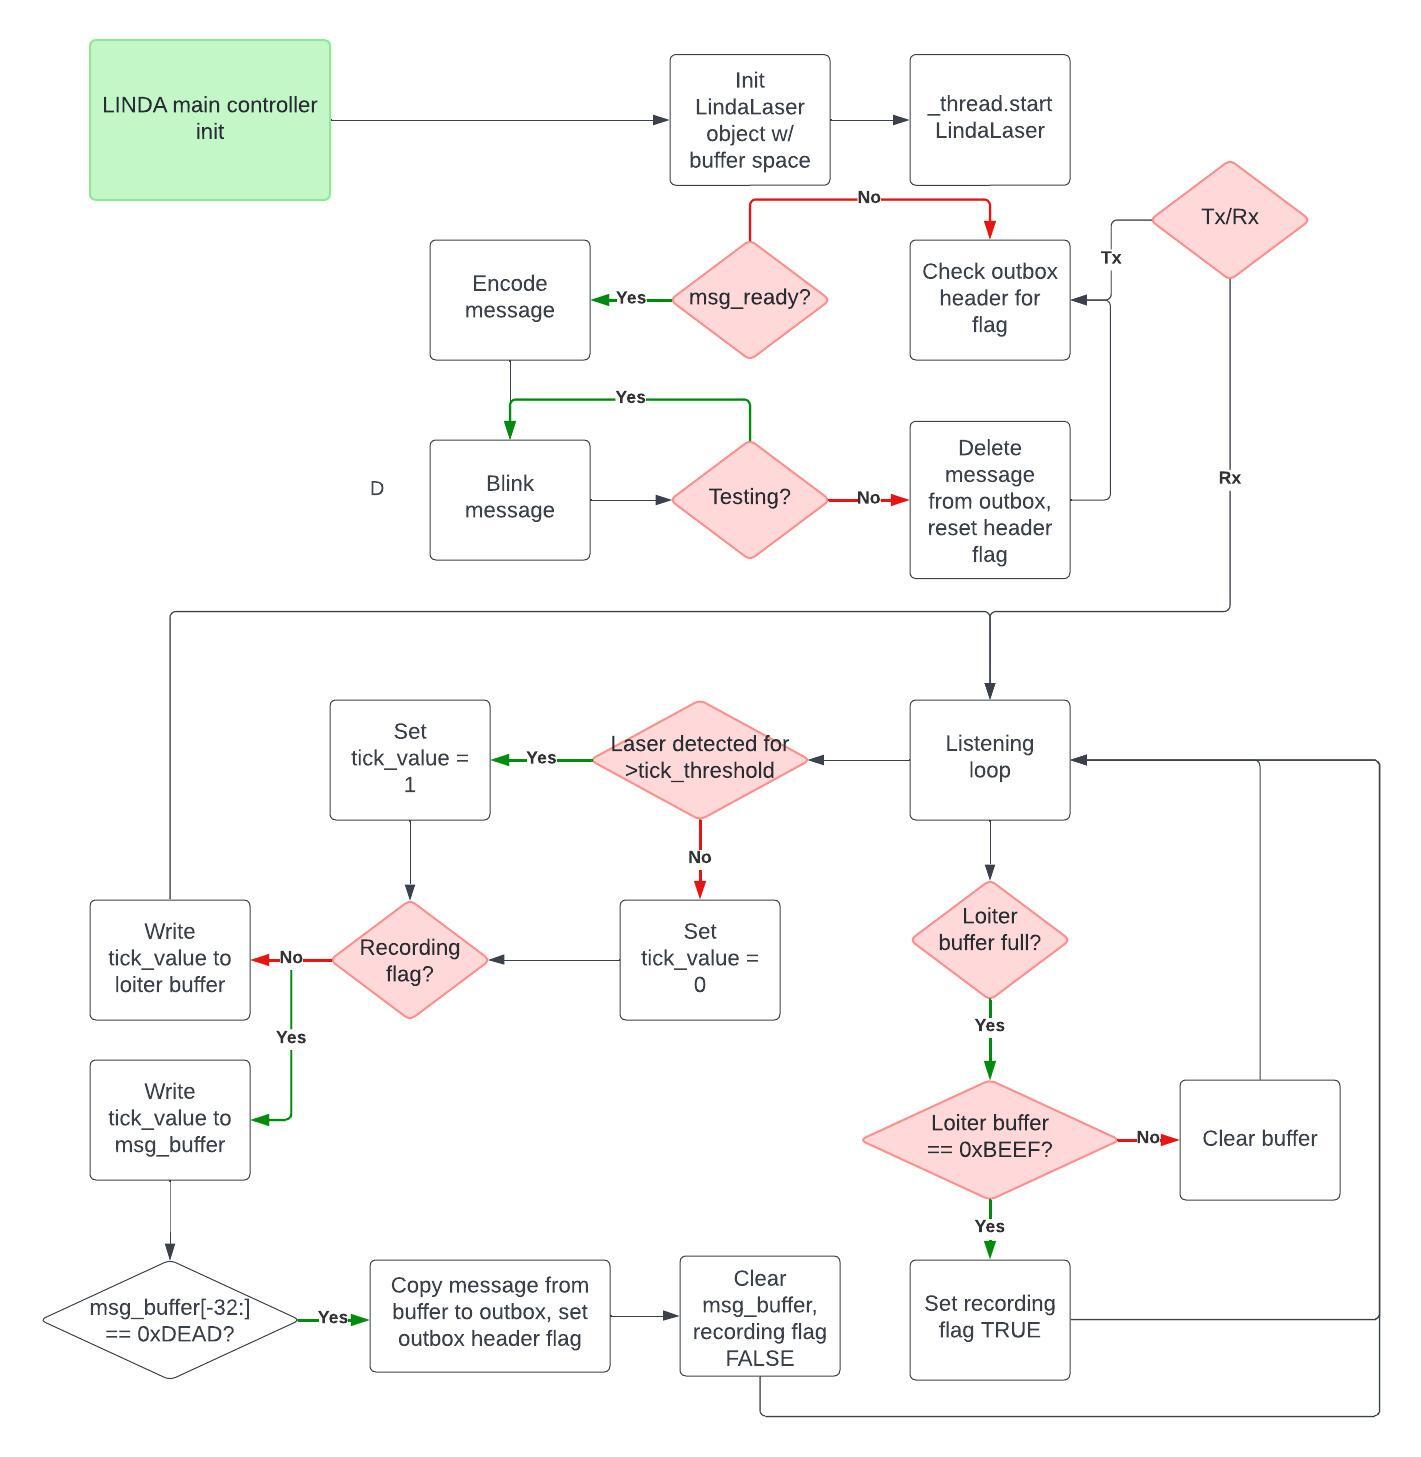 LINDA main controller
init
Init
LindaLaser
object w/
buffer space
_thread.start
LindaLaser
No
Tx/Rx
Tx
Encode
message
Yes
msg_ready?
Check outbox
header for
flag
Yes
D
Blink
message
Testing?
No
Delete
message
from outbox,
reset header
flag
Rx
Set
tick_value =
1
Yes
Laser detected for
>tick_threshold
Listening
loop
No
Write
tick_value to
loiter buffer
No
Recording
flag?
Set
tick_value =
0
Loiter
buffer full?
Yes
Yes
Write
tick_value to
msg_buffer
Loiter buffer
== 0xBEEF?
No
Clear buffer
Yes
msg_buffer[-32:]
== 0xDEAD?
Yes
Copy message from
buffer to outbox, set
outbox header flag
Clear
msg_buffer,
recording flag
FALSE
Set recording
flag TRUE